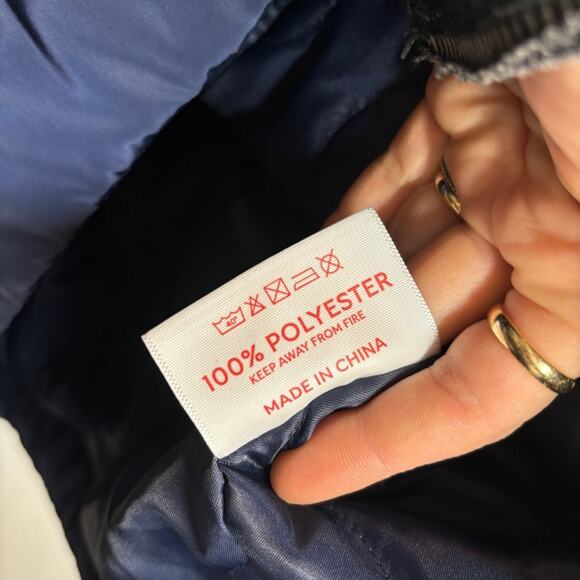 40°
100% POLYESTER
KEEP AWAY FROM FIRE
MADE IN CHINA